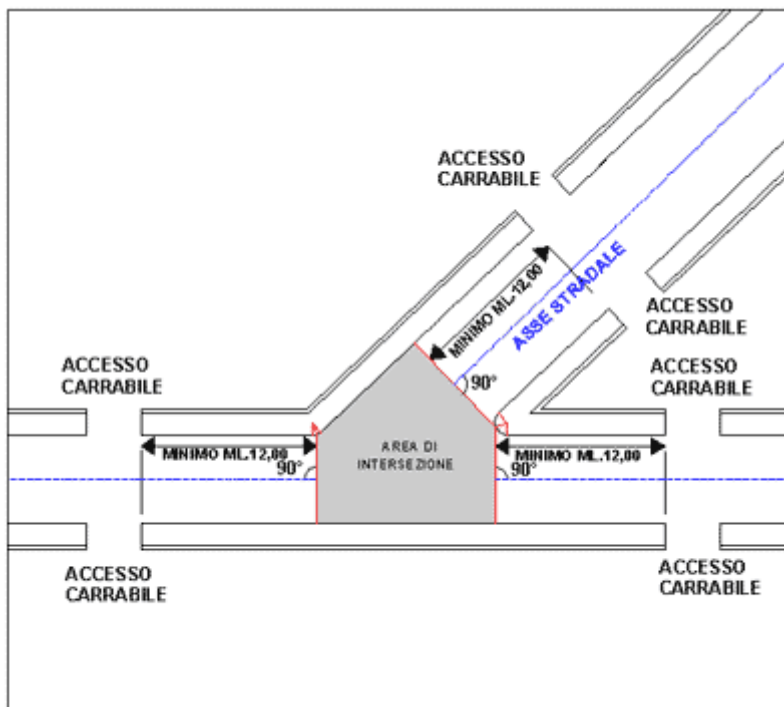 ACCESSO
CARRABILE
MINIMO ML.12,00
ASSE STRADALE
ACCESSO
CARRABILE
90°
ACCESSO
CARRABILE
ACCESSO
CARRABILE
MINIMO ML.12,00
90°
AREA DI
INTERSEZIONE
MINIMO ML.12,00
90°
ACCESSO
CARRABILE
ACCESSO
CARRABILE